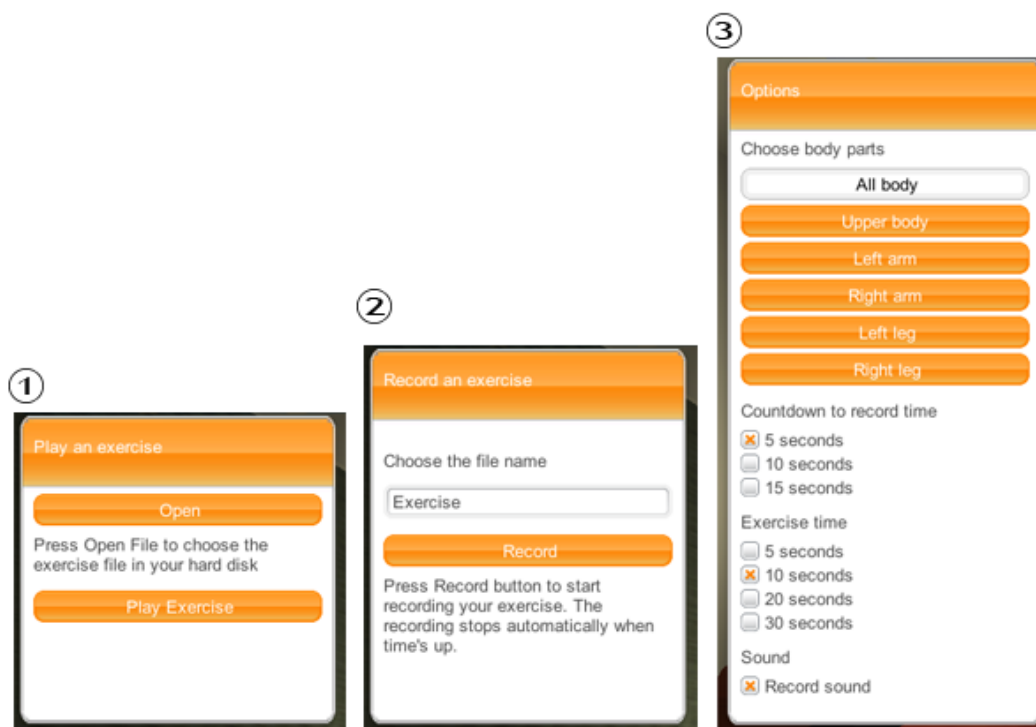 ①
Play an exercise
Open
Press Open File to choose the
exercise file in your hard disk
Play Exercise
②
Record an exercise
Choose the file name
Exercise
Record
Press Record button to start
recording your exercise. The
recording stops automatically when
time's up.
③
Options
Choose body parts
All body
Upper body
Left arm
Right arm
Left leg
Right leg
Countdown to record time
5 seconds
10 seconds
15 seconds
Exercise time
5 seconds
10 seconds
20 seconds
30 seconds
Sound
Record sound